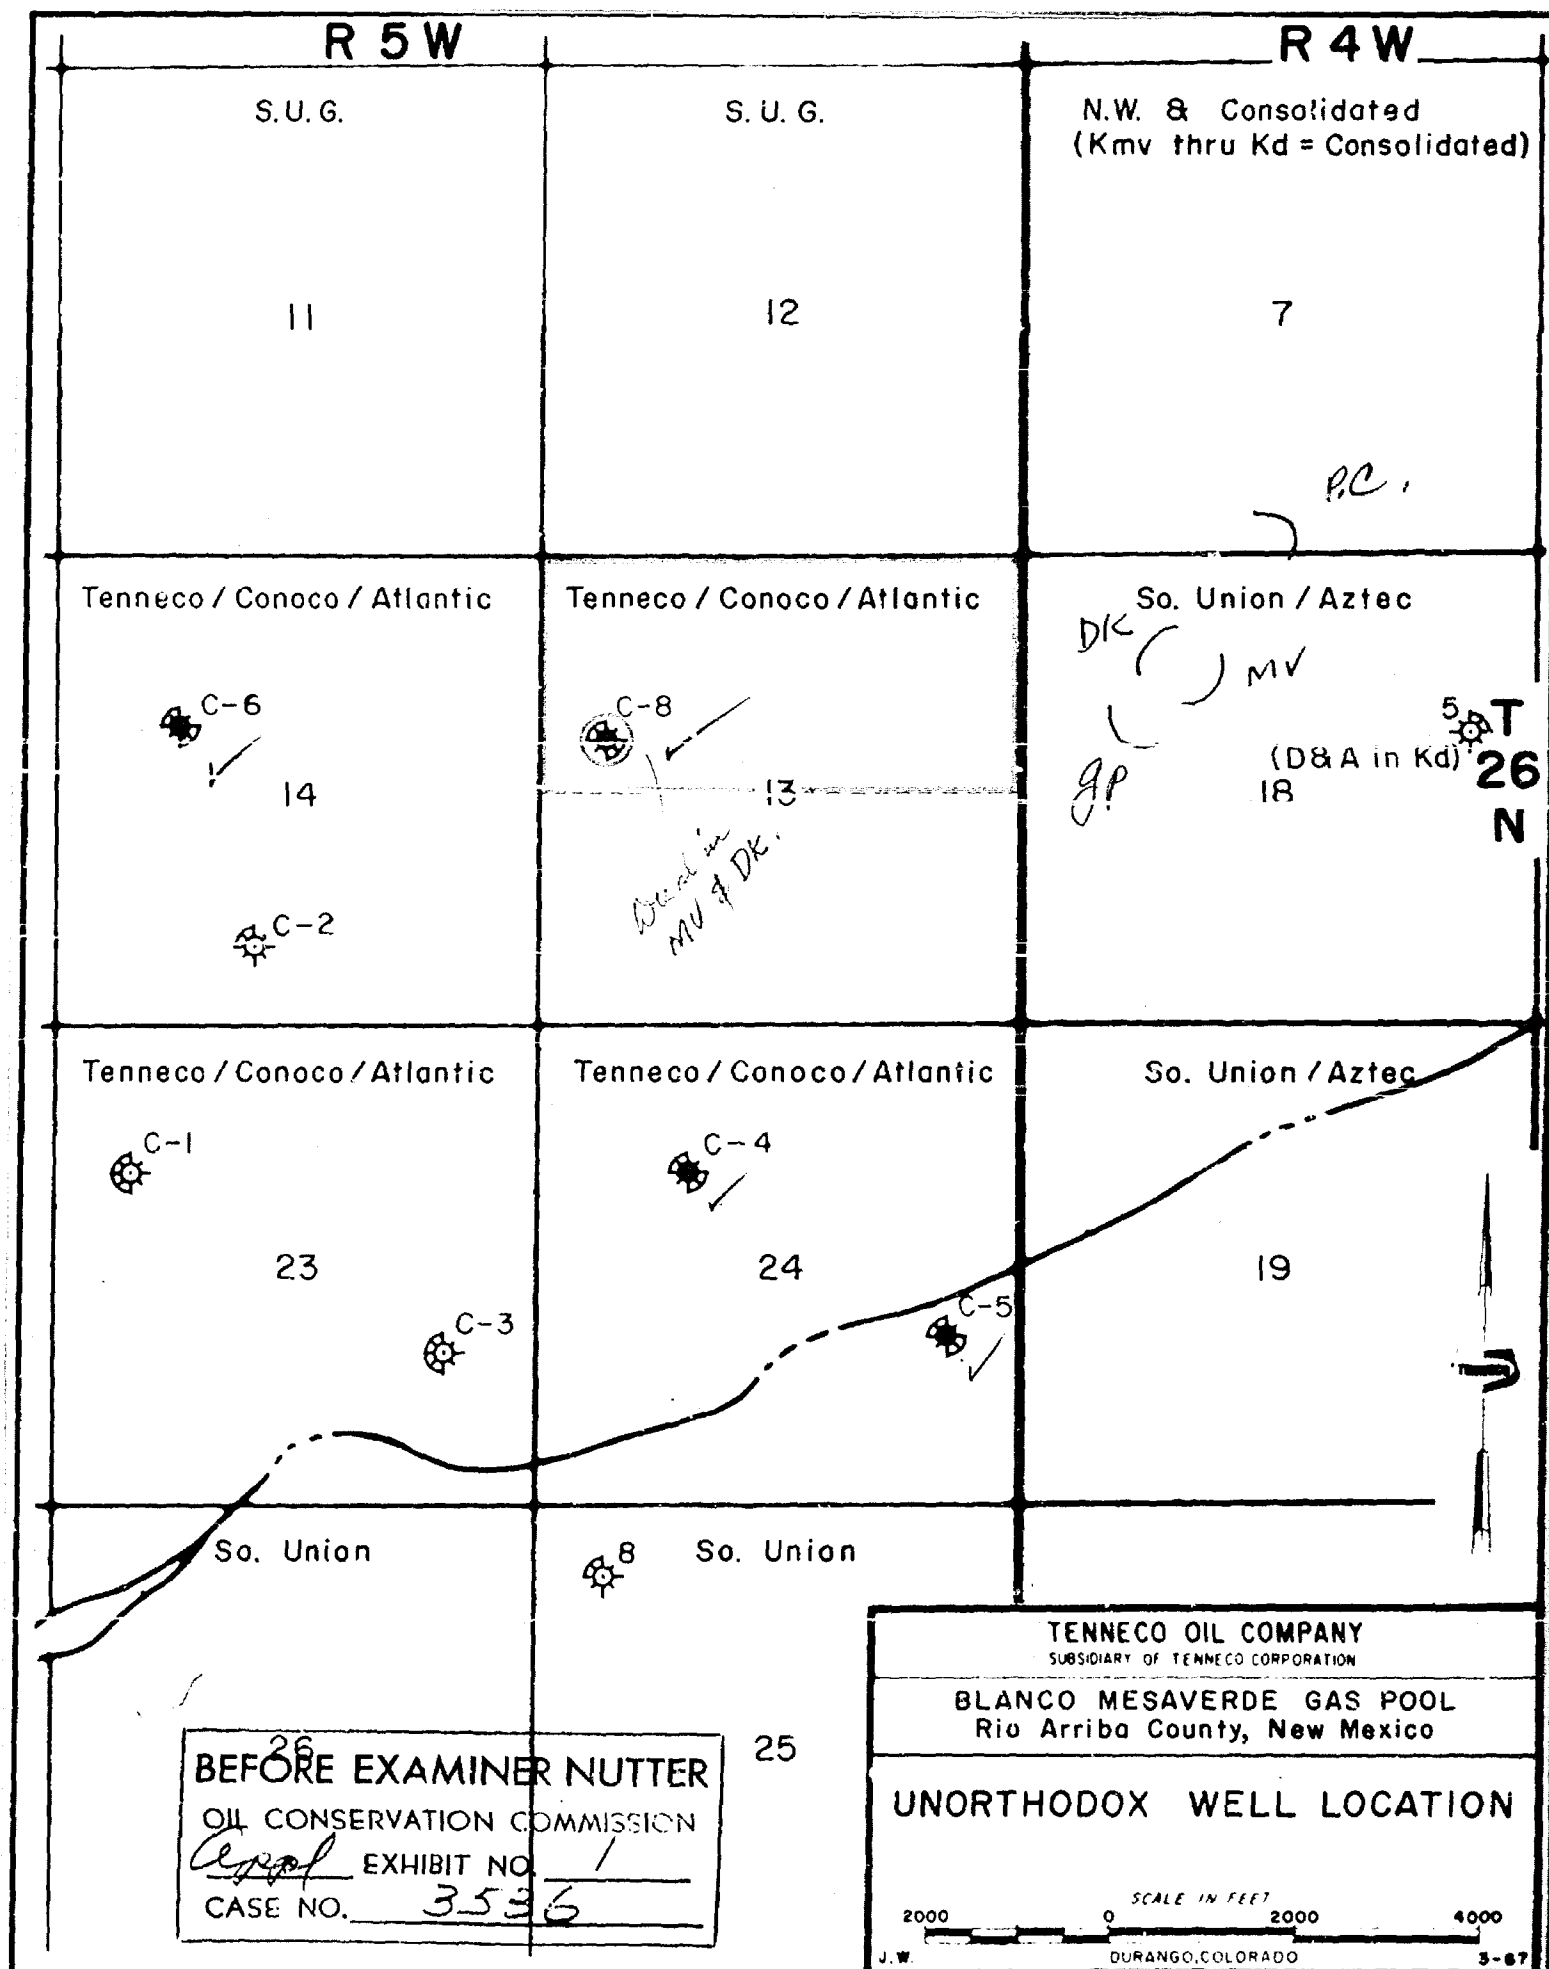 R 5 W
R 4 W
S. U. G.
S. U. G.
N.W. & Consolidated
(Kmv thru Kd = Consolidated)
11
12
7
P.C.
Tenneco / Conoco / Atlantic
Tenneco / Conoco / Atlantic
So. Union / Aztec
DK
MV
C-6
C-8
5
T
26
N
(D&A in Kd)
14
13
18
GP
Dual in
MV & DK.
C-2
Tenneco / Conoco / Atlantic
Tenneco / Conoco / Atlantic
So. Union / Aztec
C-1
C-4
23
24
19
C-3
C-5
So. Union
8
So. Union
26
25
BEFORE EXAMINER NUTTER
OIL CONSERVATION COMMISSION
Appl EXHIBIT NO. 1
CASE NO. 3536
TENNECO OIL COMPANY
SUBSIDIARY OF TENNECO CORPORATION
BLANCO MESAVERDE GAS POOL
Rio Arriba County, New Mexico
UNORTHODOX WELL LOCATION
SCALE IN FEET
2000 0 2000 4000
J.W. DURANGO, COLORADO 3-67